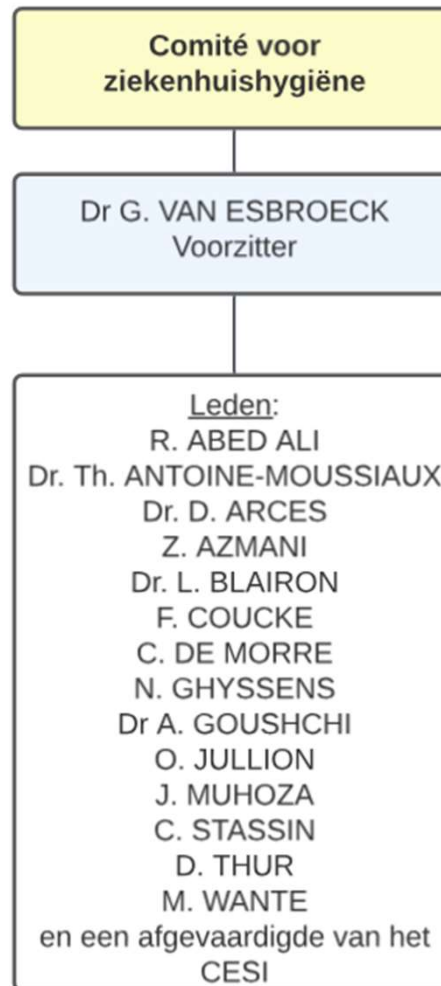 Comité voor
ziekenhuishygiëne
Dr G. VAN ESBROECK
Voorzitter
Leden:
R. ABED ALI
Dr. Th. ANTOINE-MOUSSIAUX
Dr. D. ARCES
Z. AZMANI
Dr. L. BLAIRON
F. COUCKE
C. DE MORRE
N. GHYSSENS
Dr A. GOUSHCHI
O. JULLION
J. MUHOZA
C. STASSIN
D. THUR
M. WANTE
en een afgevaardigde van het
CESI